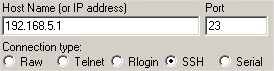 Host Name (or IP address) Port
192.168.5.1 23
Connection type:
Raw Telnet Rlogin SSH Serial